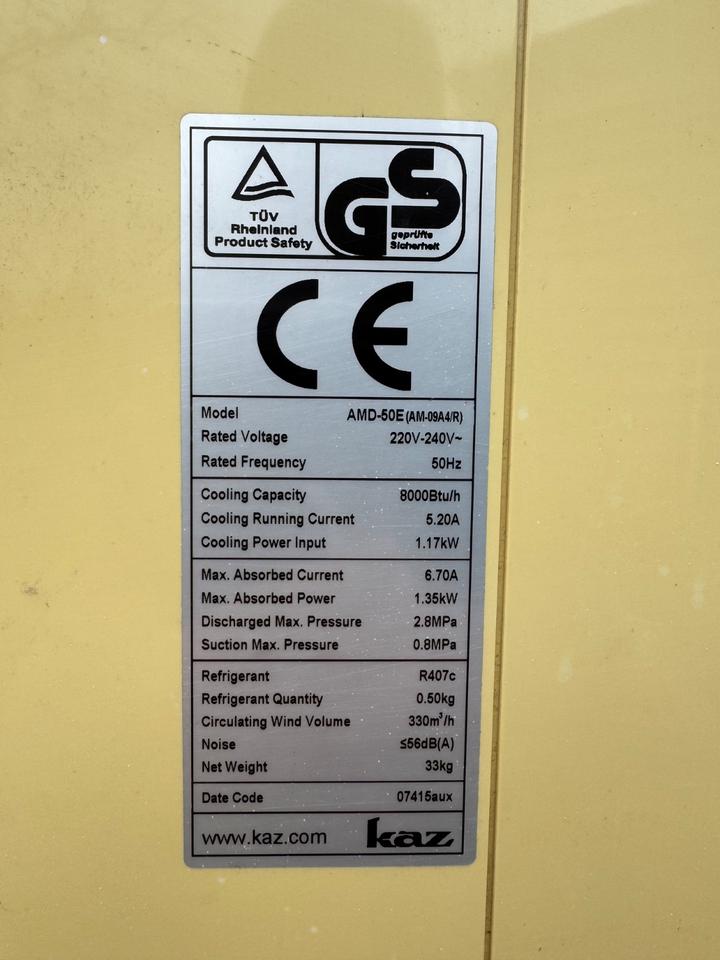 TÜV
Rheinland
Product Safety
GS
geprüfte
Sicherheit
CE
Model AMD-50E (AM-09A4/R)
Rated Voltage 220V-240V~
Rated Frequency 50Hz
Cooling Capacity 8000Btu/h
Cooling Running Current 5.20A
Cooling Power Input 1.17kW
Max. Absorbed Current 6.70A
Max. Absorbed Power 1.35kW
Discharged Max. Pressure 2.8MPa
Suction Max. Pressure 0.8MPa
Refrigerant R407c
Refrigerant Quantity 0.50kg
Circulating Wind Volume 330m³/h
Noise ≤56dB(A)
Net Weight 33kg
Date Code 07415aux
www.kaz.com kaz